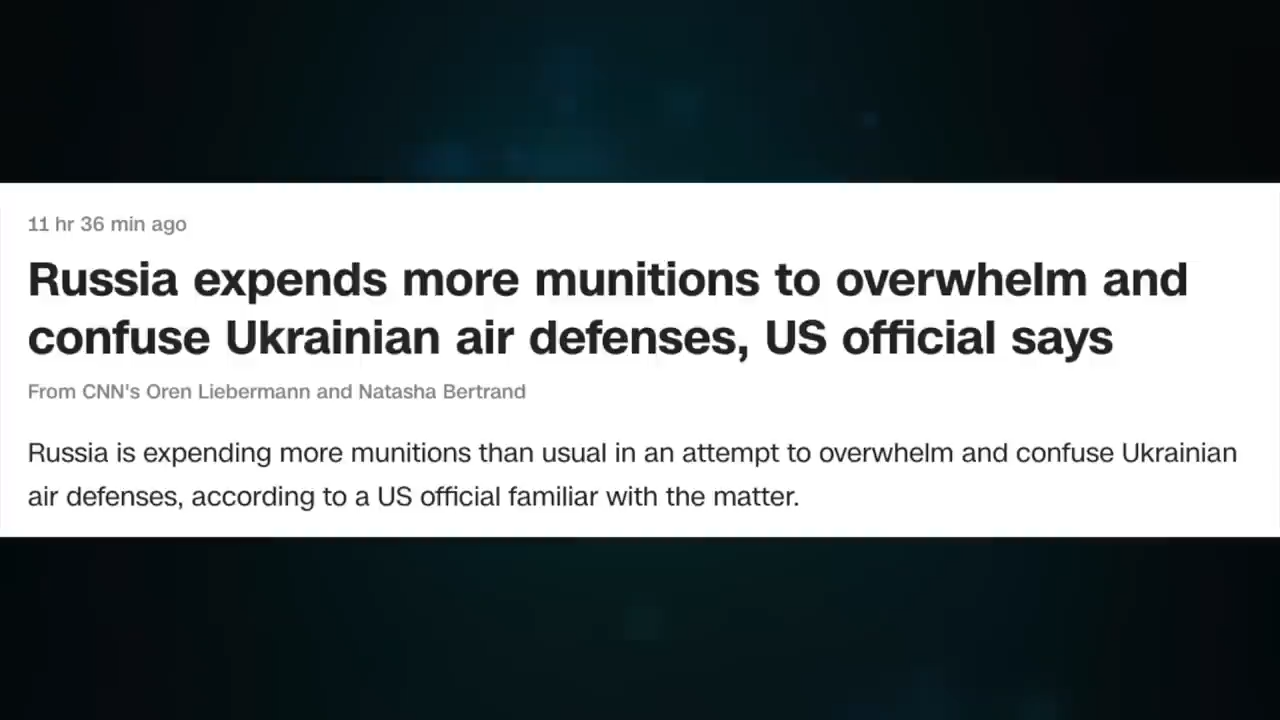 11 hr 36 min ago
Russia expends more munitions to overwhelm and
confuse Ukrainian air defenses, US official says
From CNN's Oren Liebermann and Natasha Bertrand
Russia is expending more munitions than usual in an attempt to overwhelm and confuse Ukrainian
air defenses, according to a US official familiar with the matter.